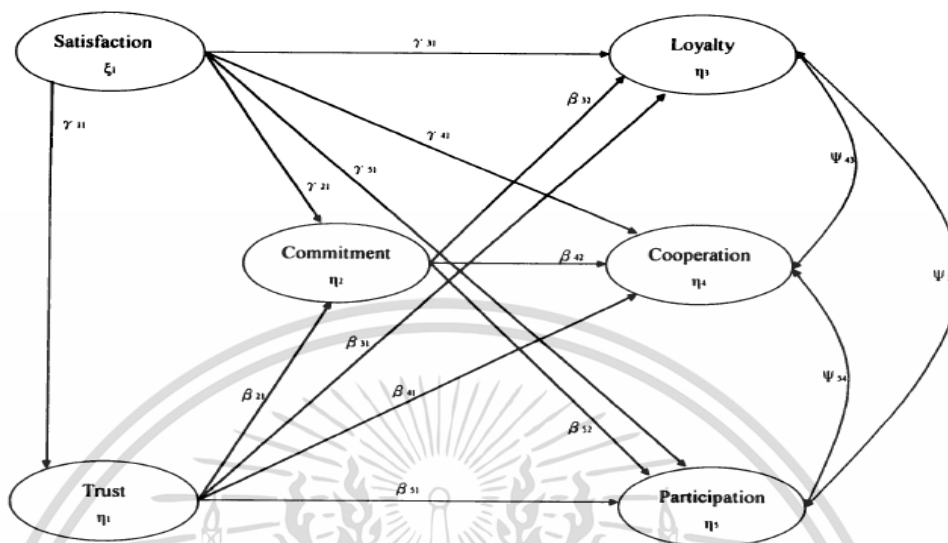 Satisfaction
ξ₁
γ ₃₁
Loyalty
η₃
γ ₁₁
β ₃₂
γ ₄₁
γ ₅₁
Ψ ₄₃
γ ₂₁
Commitment
η₂
β ₄₂
Cooperation
η₄
Ψ
β ₃₁
β ₂₁
β ₄₁
β ₅₂
Ψ ₅₄
Trust
η₁
β ₅₁
Participation
η₅